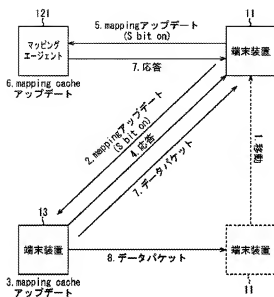 121
マッピング
エージェント
6. mapping cache
アップデート
5. mappingアップデート
(S bit on)
7. 応答
11
端末装置
2. mappingアップデート
(S bit on)
4. 応答
7. データパケット
1. 移動
13
端末装置
3. mapping cache
アップデート
8. データパケット
端末装置
11